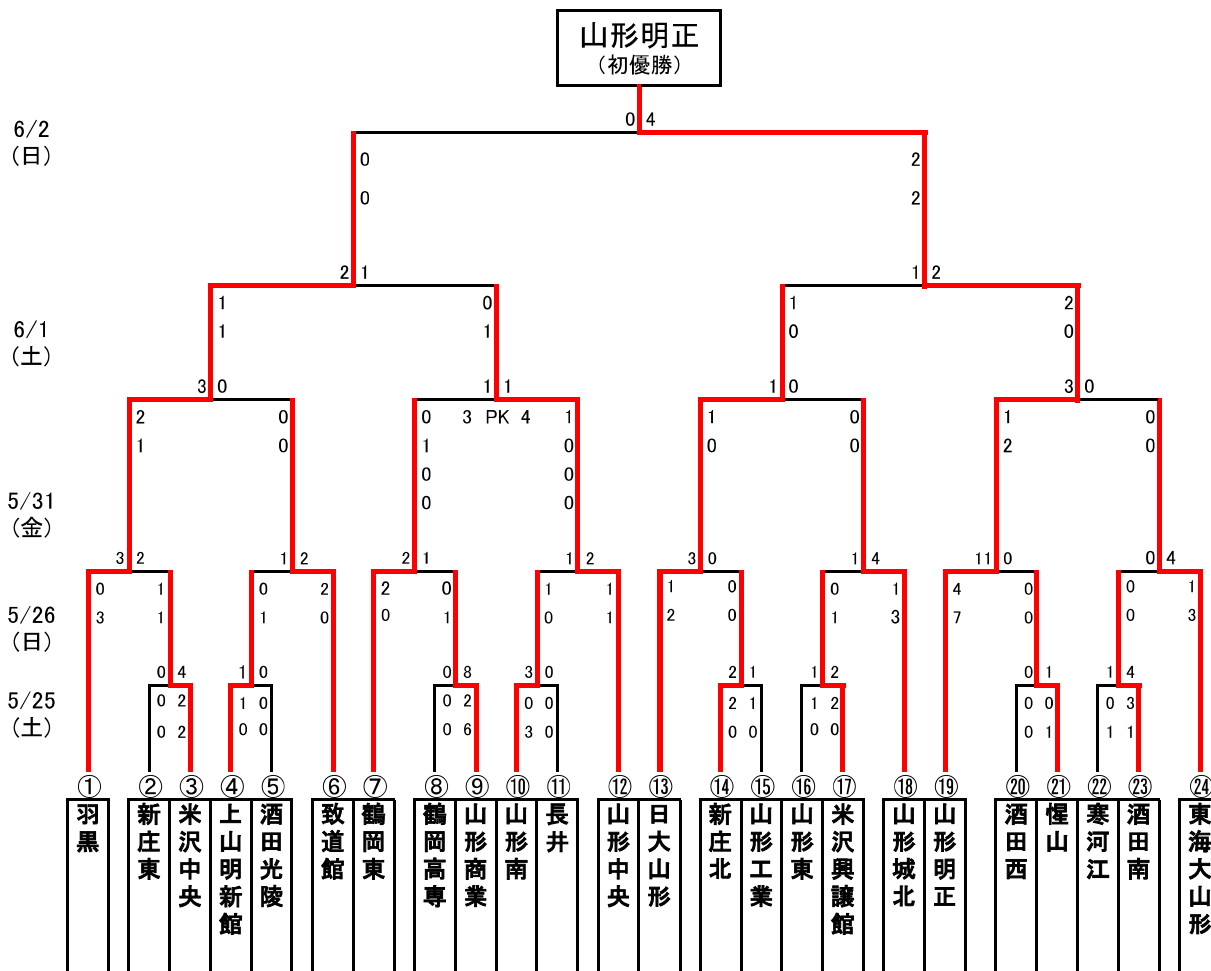 山形明正
（初優勝）
0 4
6/2
（日）
0 2
0 2
2 1 1 2
1 0 1 2
6/1
（土）
1 1 0 0
3 0 1 1 1 0 3 0
2 0 0 3 PK 4 1 1 0 1 0
1 0 1 0 0 0 2 0
0 0
5/31
（金）
0 0
3 2 1 2 2 1 1 2 3 0 1 4 11 0 0 4
0 1 0 2 2 0 1 1 1 0 0 1 4 0 0 1
5/26
（日）
3 1 1 0 0 1 0 1 2 0 1 3 7 0 0 3
0 4 1 0 0 8 3 0 2 1 1 2 0 1 1 4
5/25
（土）
0 2 1 0 0 2 0 0 2 1 1 2 0 0 0 3
0 2 0 0 0 6 3 0 0 0 0 0 0 1 1 1
① ② ③ ④ ⑤ ⑥ ⑦ ⑧ ⑨ ⑩ ⑪ ⑫ ⑬ ⑭ ⑮ ⑯ ⑰ ⑱ ⑲ ⑳ ㉑ ㉒ ㉓ ㉔
羽黒
新庄東
米沢中央
上山明新館
酒田光陵
致道館
鶴岡東
鶴岡高専
山形商業
山形南
長井
山形中央
日大山形
新庄北
山形工業
山形東
米沢興譲館
山形城北
山形明正
酒田西
惺山
寒河江
酒田南
東海大山形